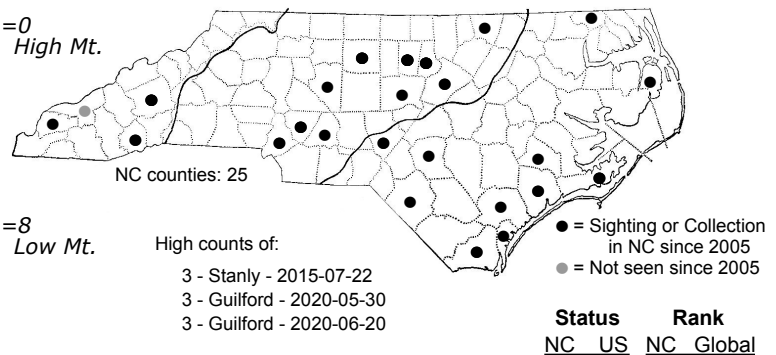 =0
High Mt.
NC counties: 25
=8
Low Mt.
High counts of:
3 - Stanly - 2015-07-22
3 - Guilford - 2020-05-30
3 - Guilford - 2020-06-20
= Sighting or Collection
in NC since 2005
= Not seen since 2005
Status Rank
NC US NC Global